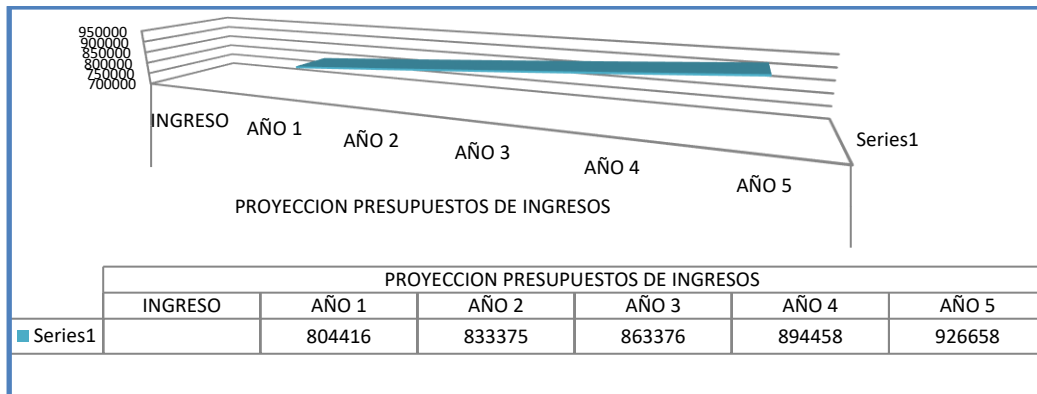 950000
900000
850000
800000
750000
700000
INGRESO
AÑO 1
AÑO 2
AÑO 3
AÑO 4
AÑO 5
Series1
PROYECCION PRESUPUESTOS DE INGRESOS
PROYECCION PRESUPUESTOS DE INGRESOS
INGRESO AÑO 1 AÑO 2 AÑO 3 AÑO 4 AÑO 5
Series1 804416 833375 863376 894458 926658